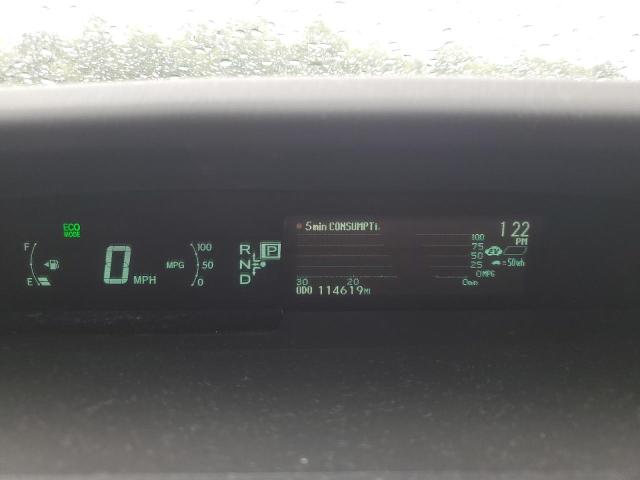 ECO
MODE
F
E
0 MPH
100
MPG 50
0
R P
N
D
5min CONSUMPTi.
100
75
50
25
0MPG
30 20 0min
ODO 114619MI
1 22
PM
EV
=50Wh